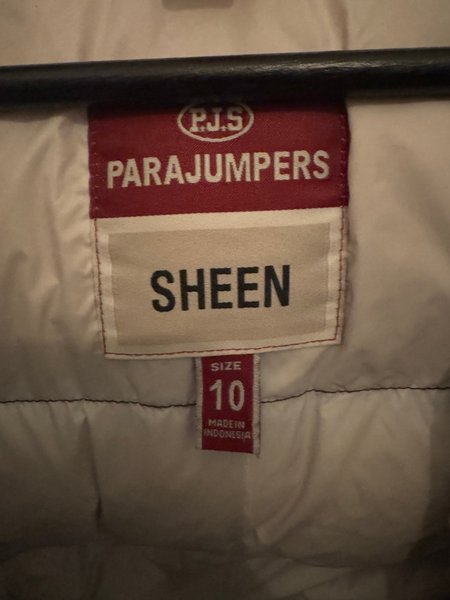 P.J.S
PARAJUMPERS
SHEEN
SIZE
10
MADE IN
INDONESIA